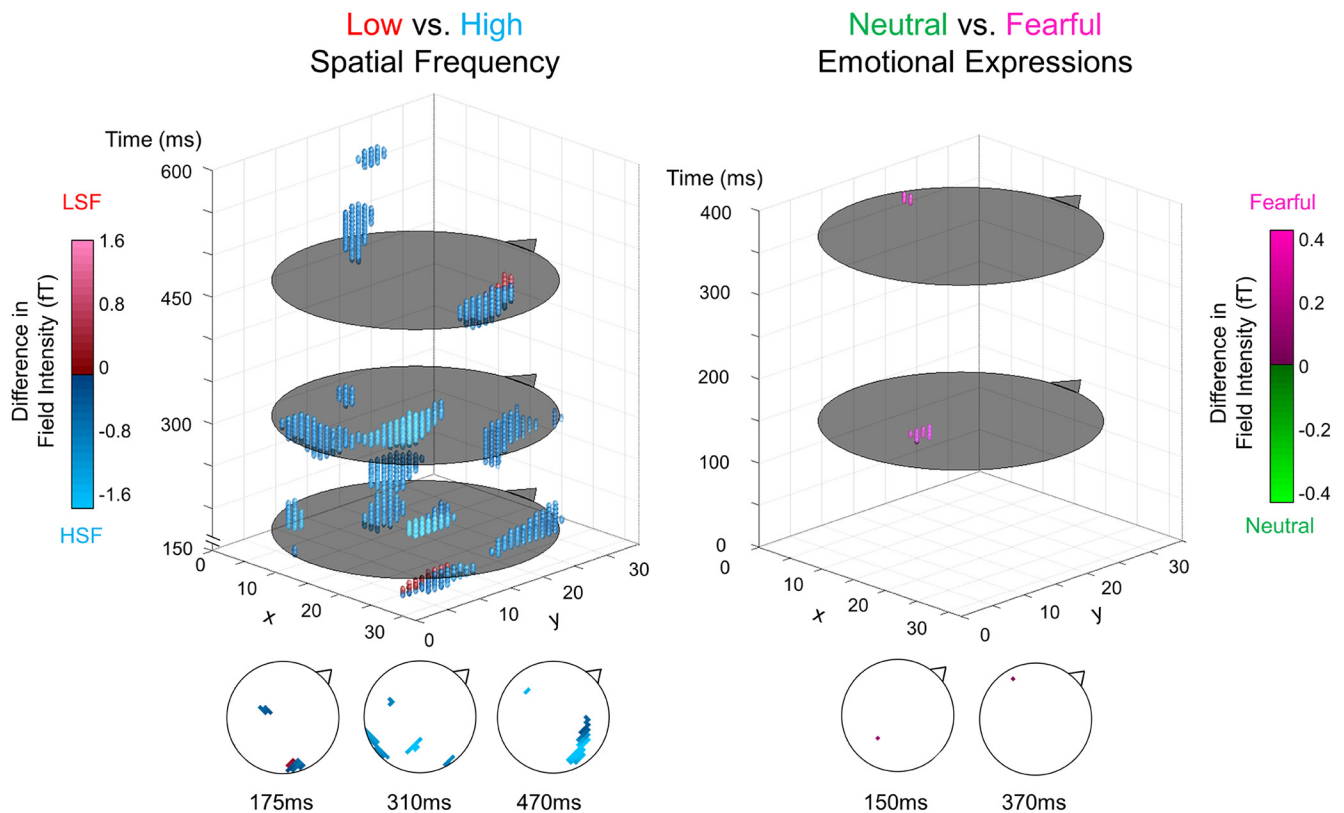 Low vs. High
Spatial Frequency
Neutral vs. Fearful
Emotional Expressions
Time (ms)
600
450
300
150
0
10
20
30
x
0
10
20
30
y
LSF
1.6
0.8
0
-0.8
-1.6
HSF
Difference in
Field Intensity (fT)
175ms
310ms
470ms
Time (ms)
400
300
200
100
0
0
10
20
30
x
0
10
20
30
y
Fearful
0.4
0.2
0
-0.2
-0.4
Neutral
Difference in
Field Intensity (fT)
150ms
370ms